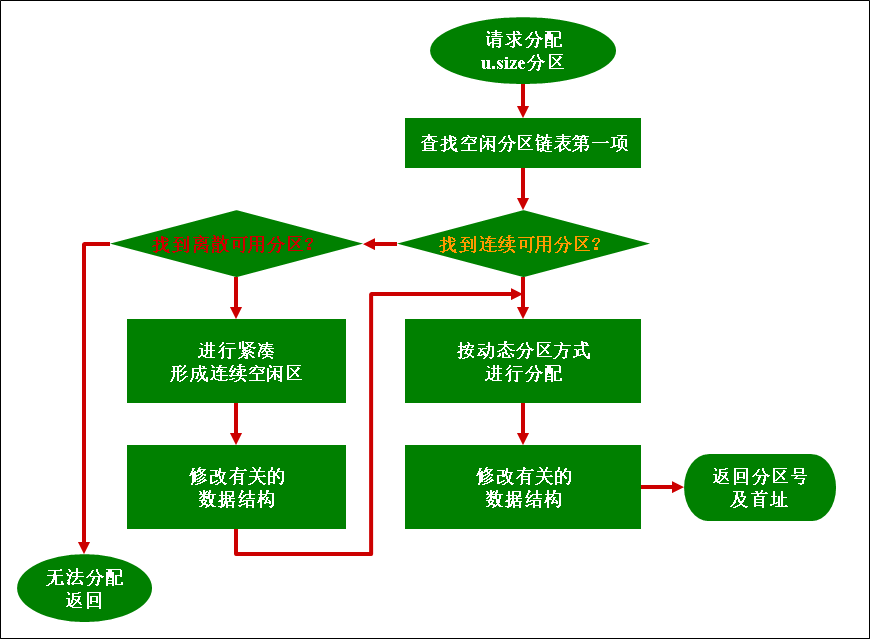 请求分配
u.size分区
查找空闲分区链表第一项
找到离散可用分区?
找到连续可用分区?
进行紧凑
形成连续空闲区
按动态分区方式
进行分配
修改有关的
数据结构
修改有关的
数据结构
返回分区号
及首址
无法分配
返回